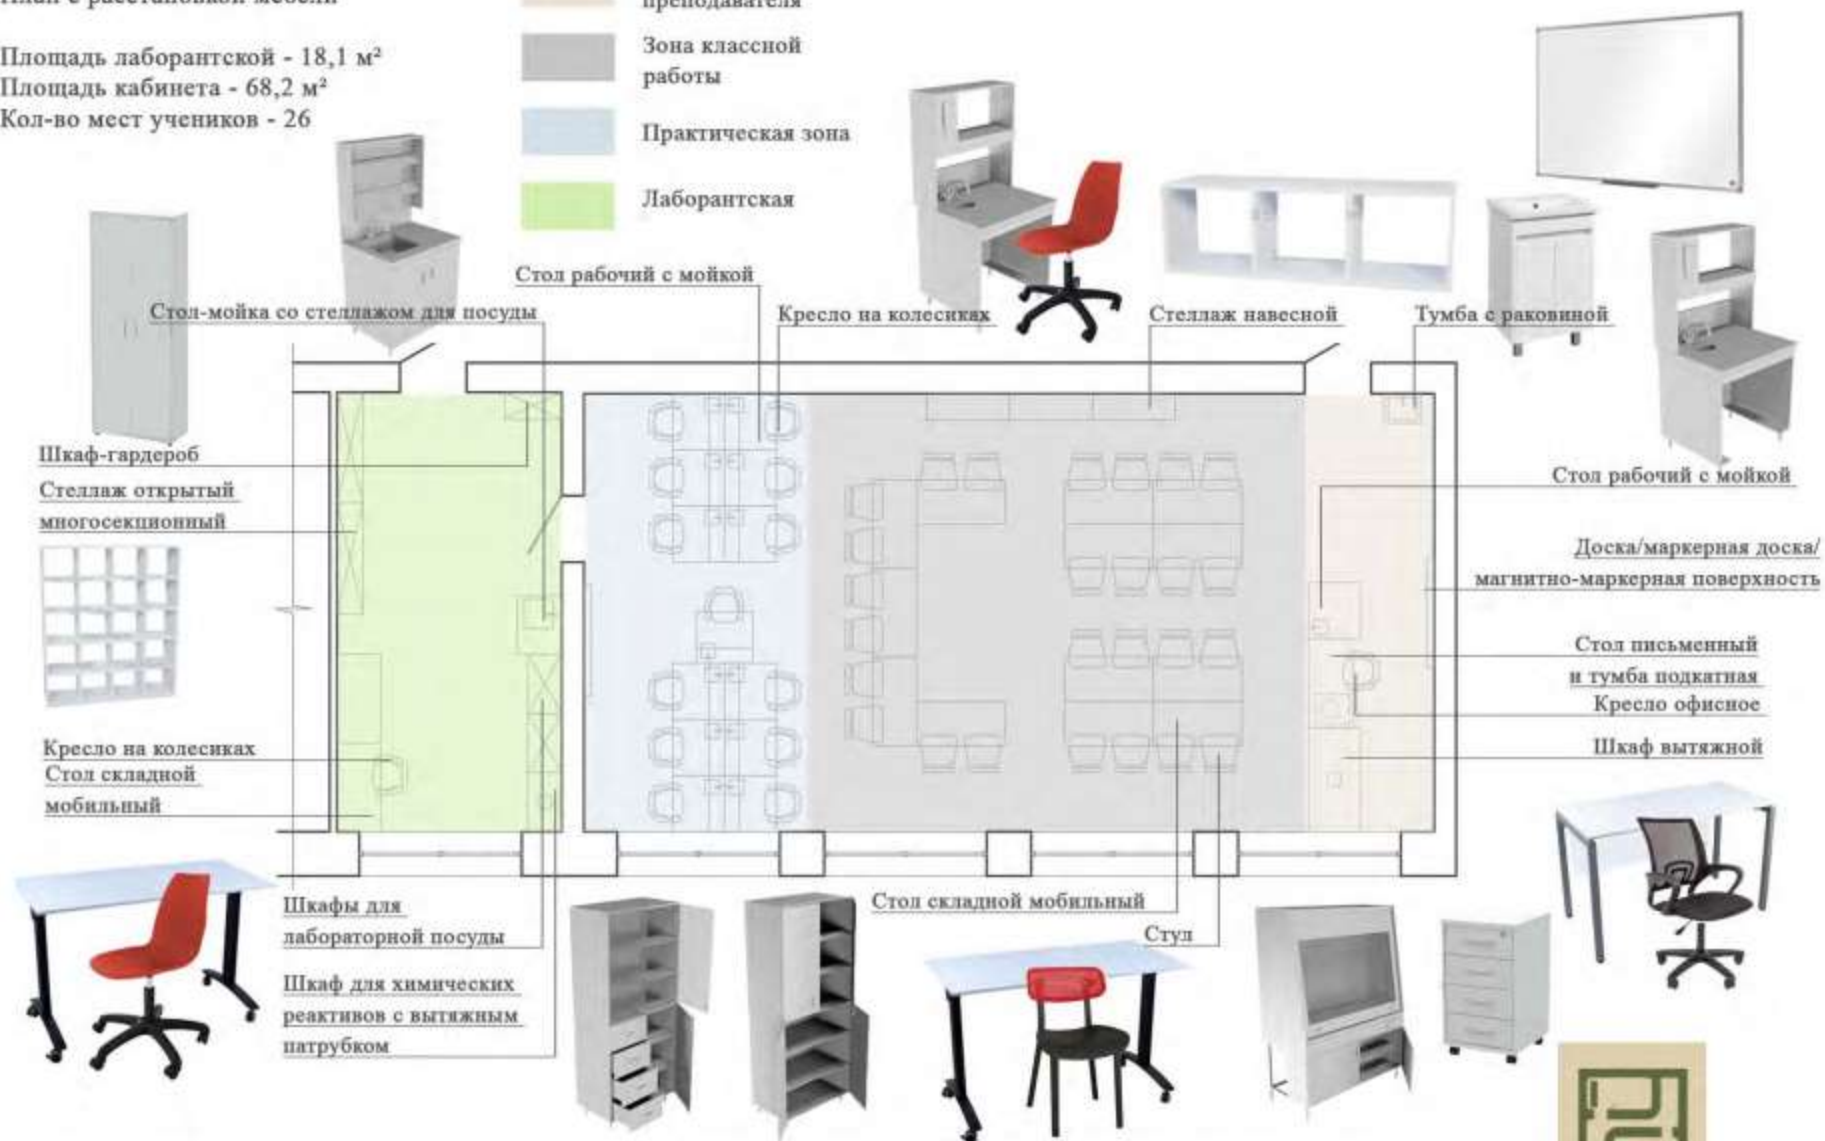 План с расстановкой мебели
Площадь лаборантской - 18,1 м²
Площадь кабинета - 68,2 м²
Кол-во мест учеников - 26
преподавателя
Зона классной
работы
Практическая зона
Лаборантская
Стол рабочий с мойкой
Стол-мойка со стеллажом для посуды
Кресло на колесиках
Стеллаж навесной
Тумба с раковиной
Шкаф-гардероб
Стеллаж открытый
многосекционный
Стол рабочий с мойкой
Доска/маркерная доска/
магнитно-маркерная поверхность
Стол письменный
и тумба подкатная
Кресло офисное
Шкаф вытяжной
Кресло на колесиках
Стол складной
мобильный
Шкафы для
лабораторной посуды
Шкаф для химических
реактивов с вытяжным
патрубком
Стол складной мобильный
Стул